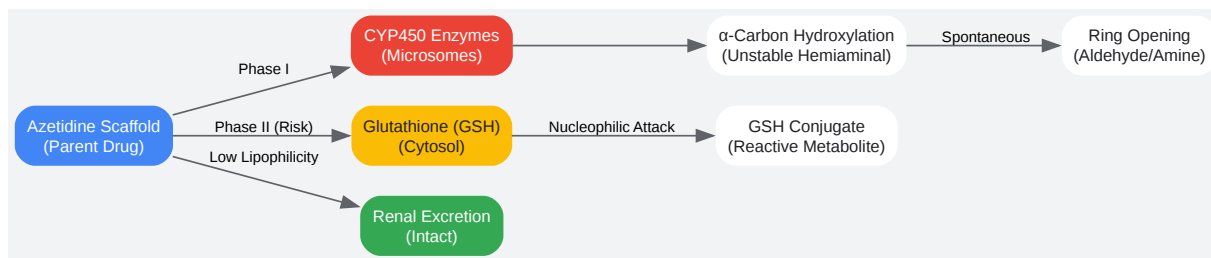 CYP450 Enzymes
(Microsomes)
α-Carbon Hydroxylation
(Unstable Hemiaminal)
Spontaneous
Ring Opening
(Aldehyde/Amine)
Phase I
Azetidine Scaffold
(Parent Drug)
Phase II (Risk)
Glutathione (GSH)
(Cytosol)
Nucleophilic Attack
GSH Conjugate
(Reactive Metabolite)
Low Lipophilicity
Renal Excretion
(Intact)